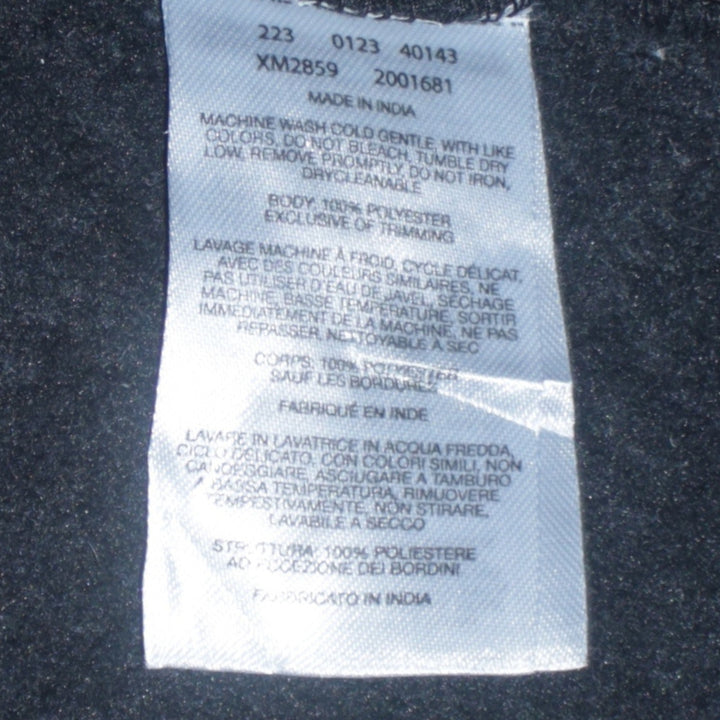 223 0123 40143
XM2859 2001681
MADE IN INDIA
MACHINE WASH COLD GENTLE, WITH LIKE
COLORS, DO NOT BLEACH, TUMBLE DRY
LOW, REMOVE PROMPTLY, DO NOT IRON,
DRYCLEANABLE
BODY: 100% POLYESTER
EXCLUSIVE OF TRIMMING
LAVAGE MACHINE À FROID, CYCLE DÉLICAT,
AVEC DES COULEURS SIMILAIRES, NE
PAS UTILISER D'EAU DE JAVEL, SÉCHAGE
MACHINE, BASSE TEMPÉRATURE, SORTIR
IMMÉDIATEMENT DE LA MACHINE, NE PAS
REPASSER, NETTOYABLE À SEC
CORPS: 100% POLYESTER
SAUF LES BORDURES
FABRIQUÉ EN INDE
LAVARE IN LAVATRICE IN ACQUA FREDDA,
CICLO DELICATO, CON COLORI SIMILI, NON
CANDEGGIARE, ASCIUGARE A TAMBURO
A BASSA TEMPERATURA, RIMUOVERE
TEMPESTIVAMENTE, NON STIRARE,
LAVABILE A SECCO
STRUTTURA: 100% POLIESTERE
AD ECCEZIONE DEI BORDINI
FABBRICATO IN INDIA